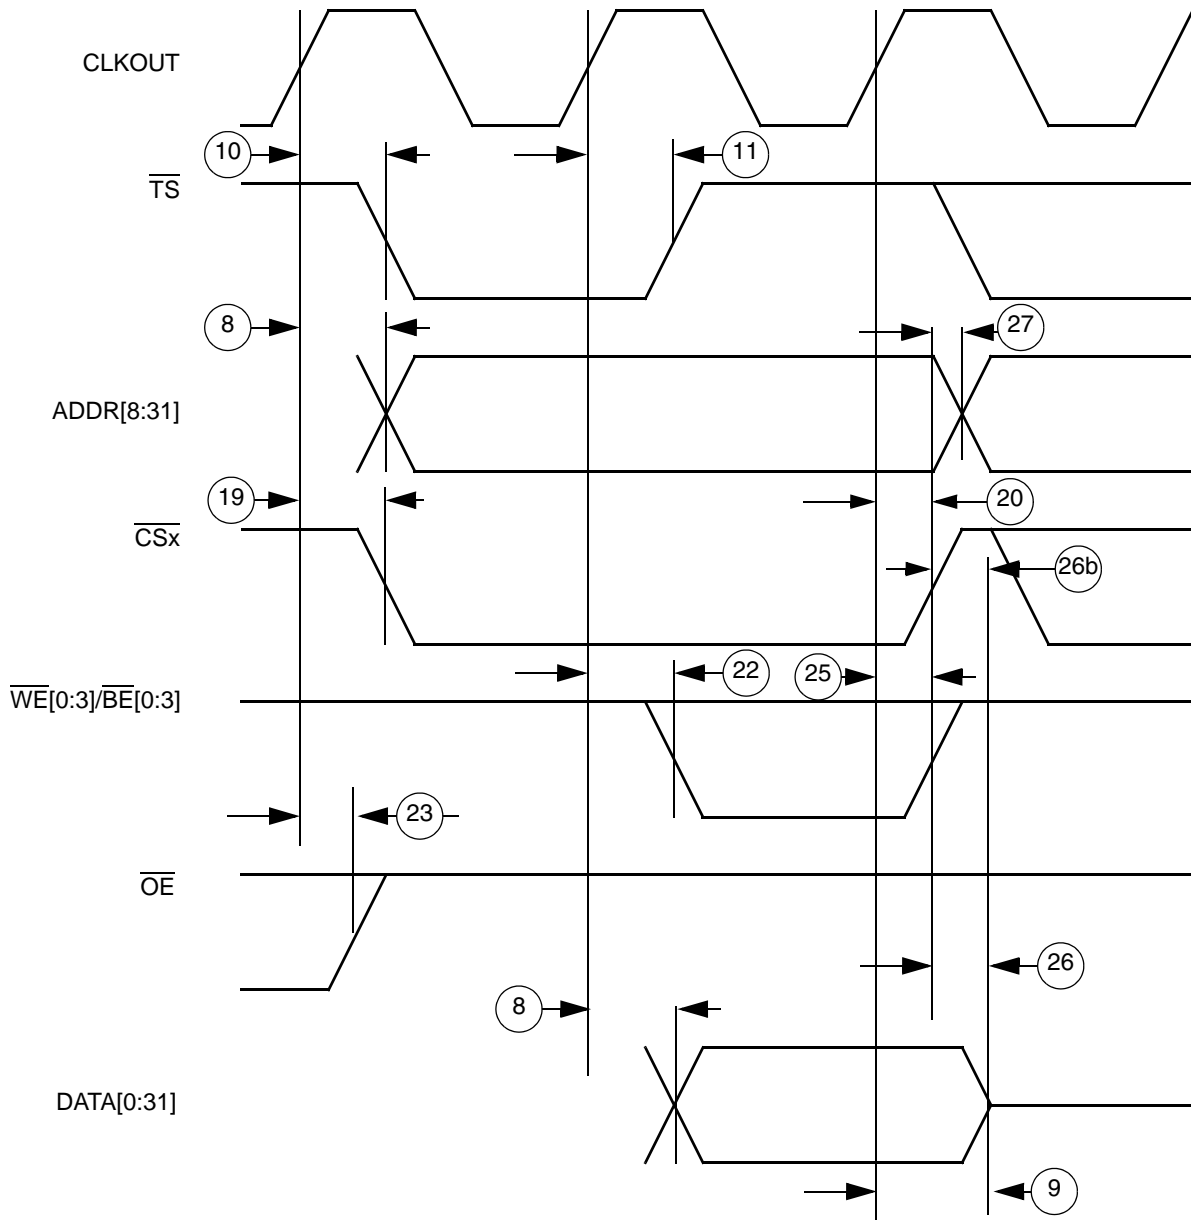 CLKOUT
10
11
TS
8
27
ADDR[8:31]
19
20
CSx
26b
22
25
WE[0:3]/BE[0:3]
23
OE
26
8
DATA[0:31]
9